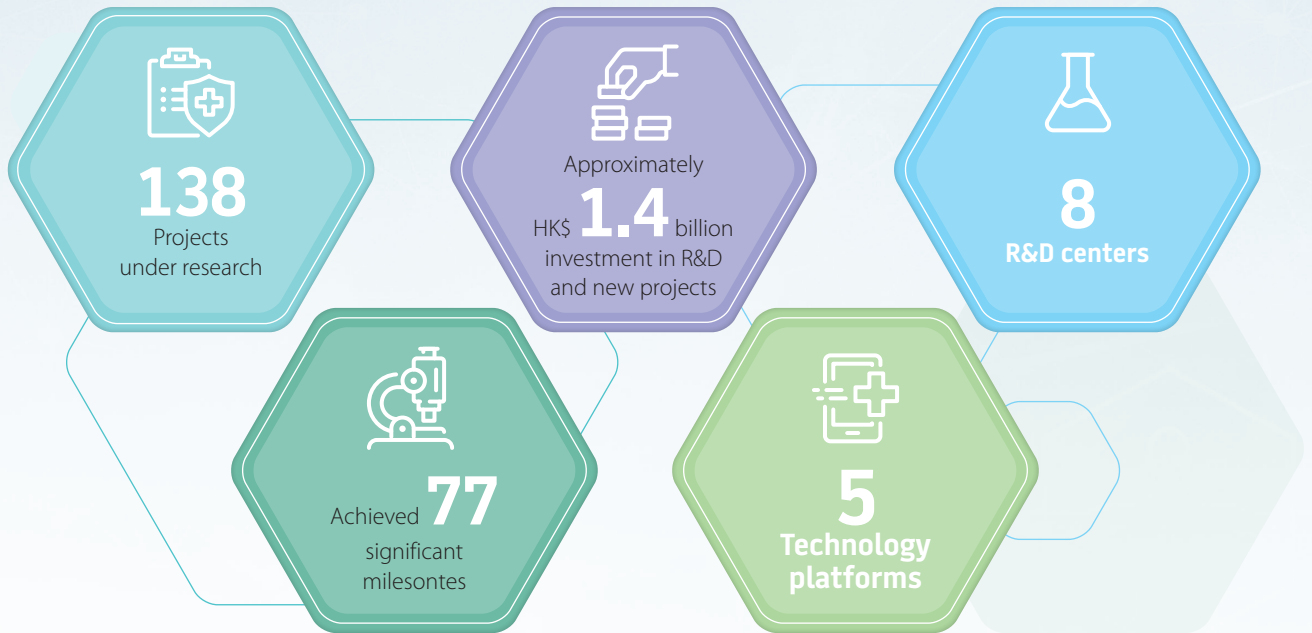 138
Projects
under research
Approximately
HK$ 1.4 billion
investment in R&D
and new projects
8
R&D centers
Achieved 77
significant
milesontes
5
Technology
platforms